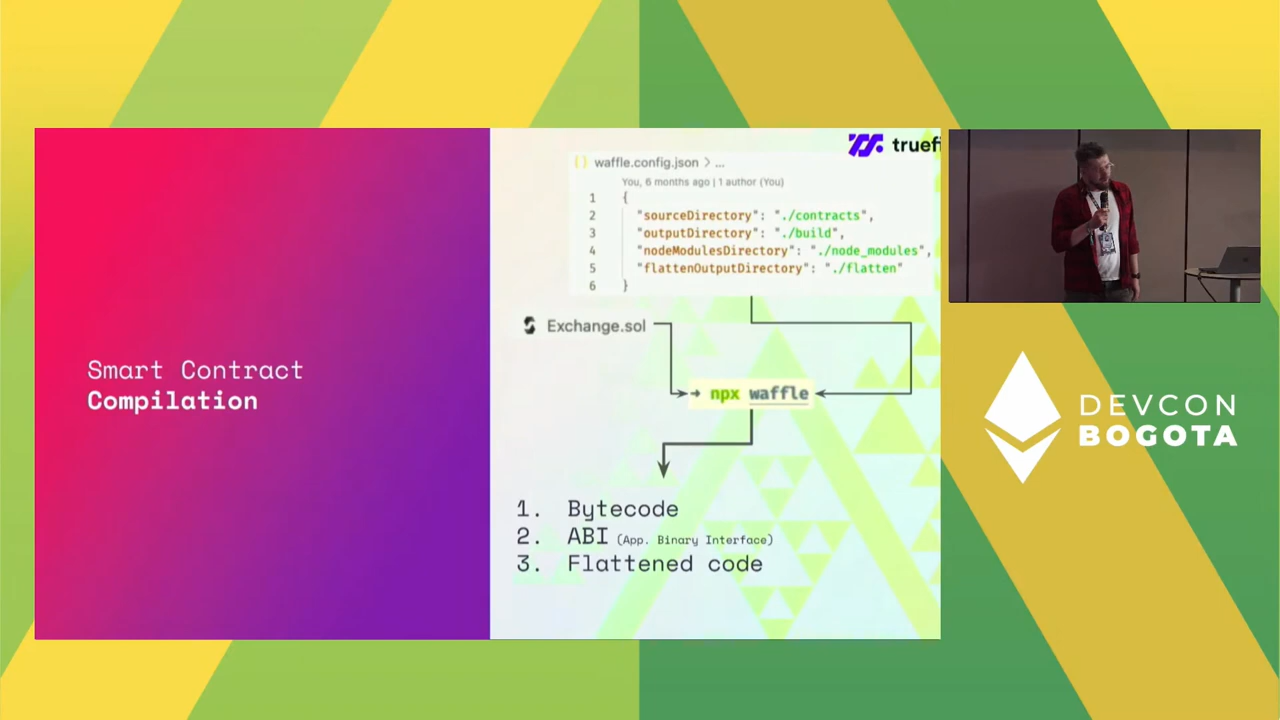 Smart Contract
Compilation
truefi
waffle.config.json > ...
You, 6 months ago | 1 author (You)
1 {
2 "sourceDirectory": "./contracts",
3 "outputDirectory": "./build",
4 "nodeModulesDirectory": "./node_modules",
5 "flattenOutputDirectory": "./flatten"
6 }
Exchange.sol
→ npx waffle
1. Bytecode
2. ABI (App. Binary Interface)
3. Flattened code
DEVCON
BOGOTA